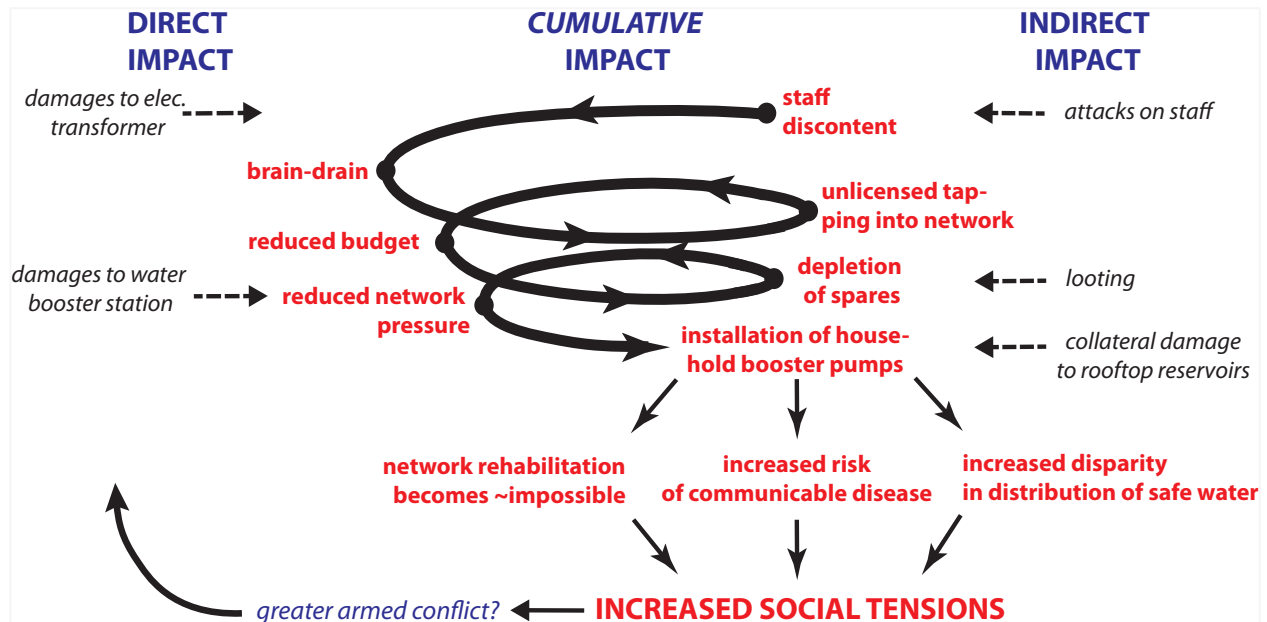 DIRECT
IMPACT
CUMULATIVE
IMPACT
INDIRECT
IMPACT
damages to elec.
transformer
staff
discontent
attacks on staff
brain-drain
unlicensed tap-
ping into network
reduced budget
damages to water
booster station
reduced network
pressure
depletion
of spares
looting
installation of house-
hold booster pumps
collateral damage
to rooftop reservoirs
network rehabilitation
becomes ~impossible
increased risk
of communicable disease
increased disparity
in distribution of safe water
greater armed conflict?
INCREASED SOCIAL TENSIONS